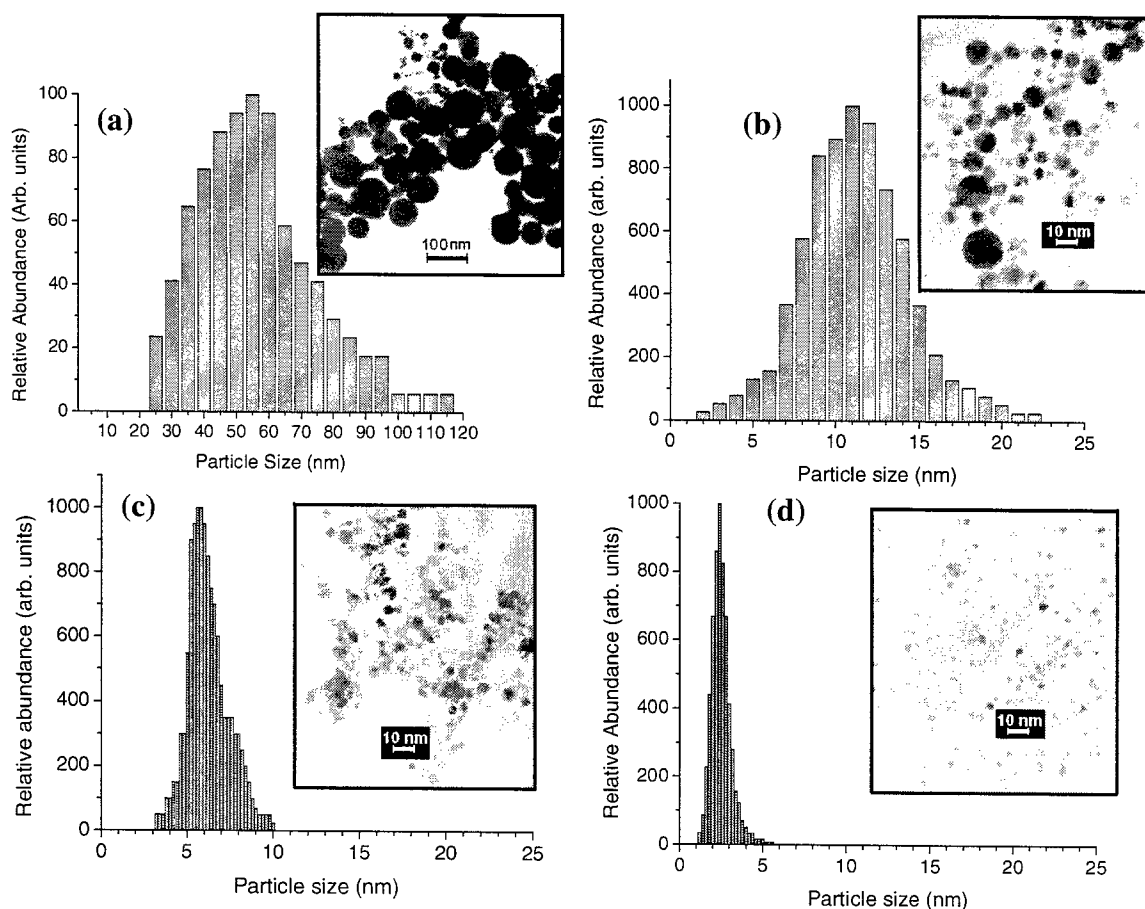 (a)
Relative Abundance (Arb. units)
100
80
60
40
20
0
10 20 30 40 50 60 70 80 90 100 110 120
Particle Size (nm)
100nm
(b)
Relative Abundance (arb. units)
1000
800
600
400
200
0
0 5 10 15 20 25
Particle size (nm)
10 nm
(c)
Relative abundance (arb. units)
1000
800
600
400
200
0
0 5 10 15 20 25
Particle size (nm)
10 nm
(d)
Relative Abundance (arb. units)
1000
800
600
400
200
0
0 5 10 15 20 25
Particle size (nm)
10 nm